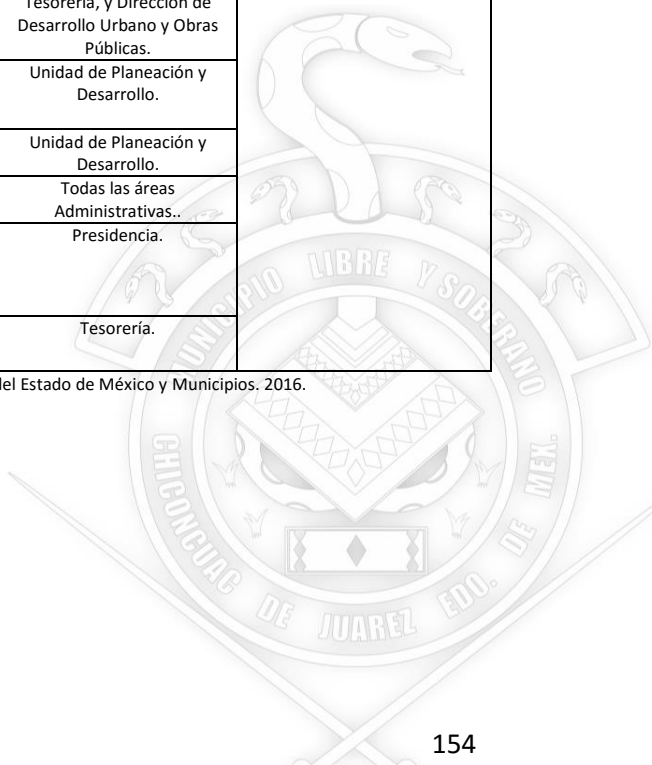 Tesorería, y Dirección de
Desarrollo Urbano y Obras
Públicas.
Unidad de Planeación y
Desarrollo.
Unidad de Planeación y
Desarrollo.
Todas las áreas
Administrativas..
Presidencia.
Tesorería.
del Estado de México y Municipios. 2016.
MUNICIPIO LIBRE Y SOBERANO
CHICONCUAC DE JUAREZ EDO. DE MEX.
154